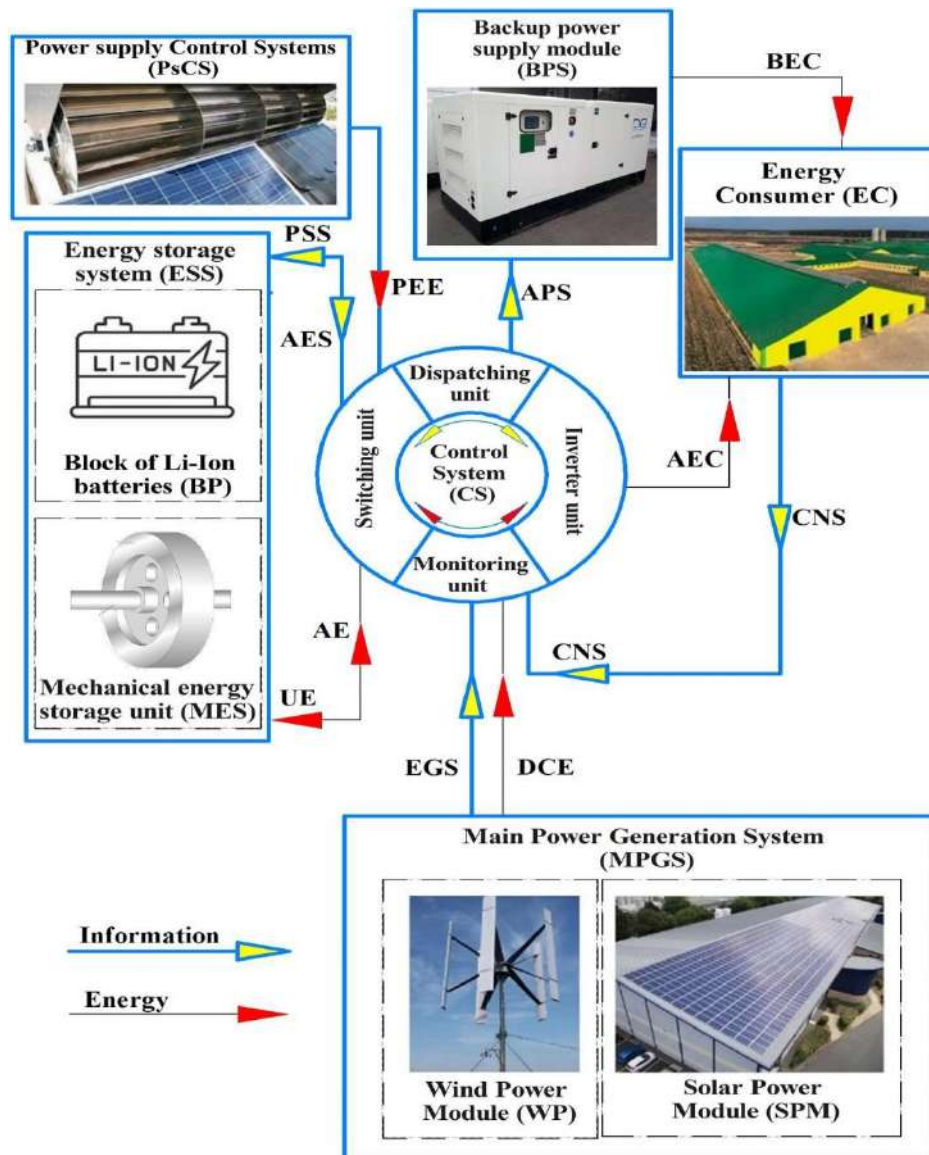 Power supply Control Systems
(PsCS)
Backup power
supply module
(BPS)
BEC
Energy
Consumer (EC)
PSS
Energy storage
system (ESS)
PEE
APS
AES
LI-ION
Block of Li-Ion
batteries (BP)
Dispatching
unit
Switching unit
Control
System
(CS)
Inverter unit
Monitoring
unit
AEC
CNS
AE
CNS
Mechanical energy
storage unit (MES)
UE
EGS
DCE
Main Power Generation System
(MPGS)
Information
Energy
Wind Power
Module (WP)
Solar Power
Module (SPM)